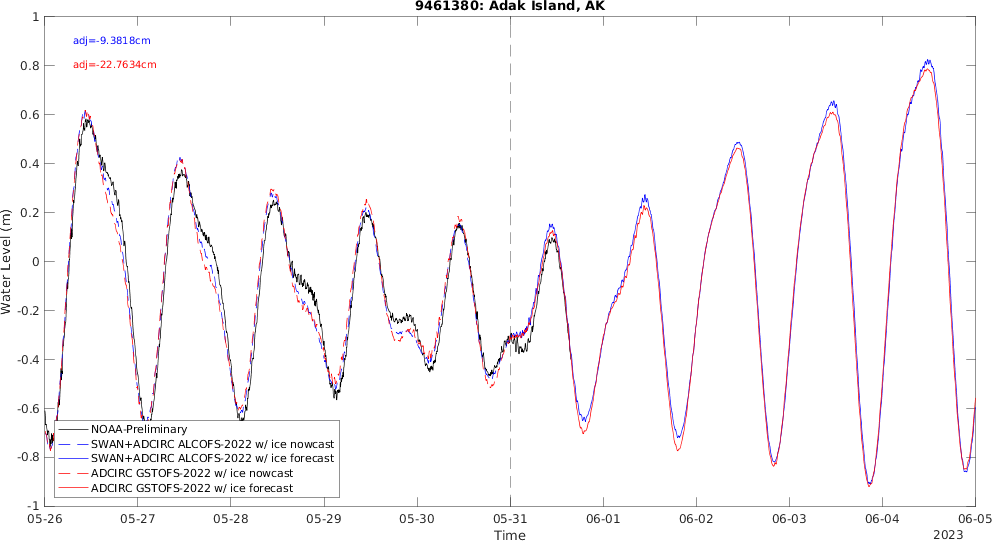 9461380: Adak Island, AK
adj=-9.3818cm
adj=-22.7634cm
1
0.8
0.6
0.4
0.2
0
-0.2
-0.4
-0.6
-0.8
-1
Water Level (m)
NOAA-Preliminary
SWAN+ADCIRC ALCOFS-2022 w/ ice nowcast
SWAN+ADCIRC ALCOFS-2022 w/ ice forecast
ADCIRC GSTOFS-2022 w/ ice nowcast
ADCIRC GSTOFS-2022 w/ ice forecast
05-26 05-27 05-28 05-29 05-30 05-31 06-01 06-02 06-03 06-04 06-05
Time
2023